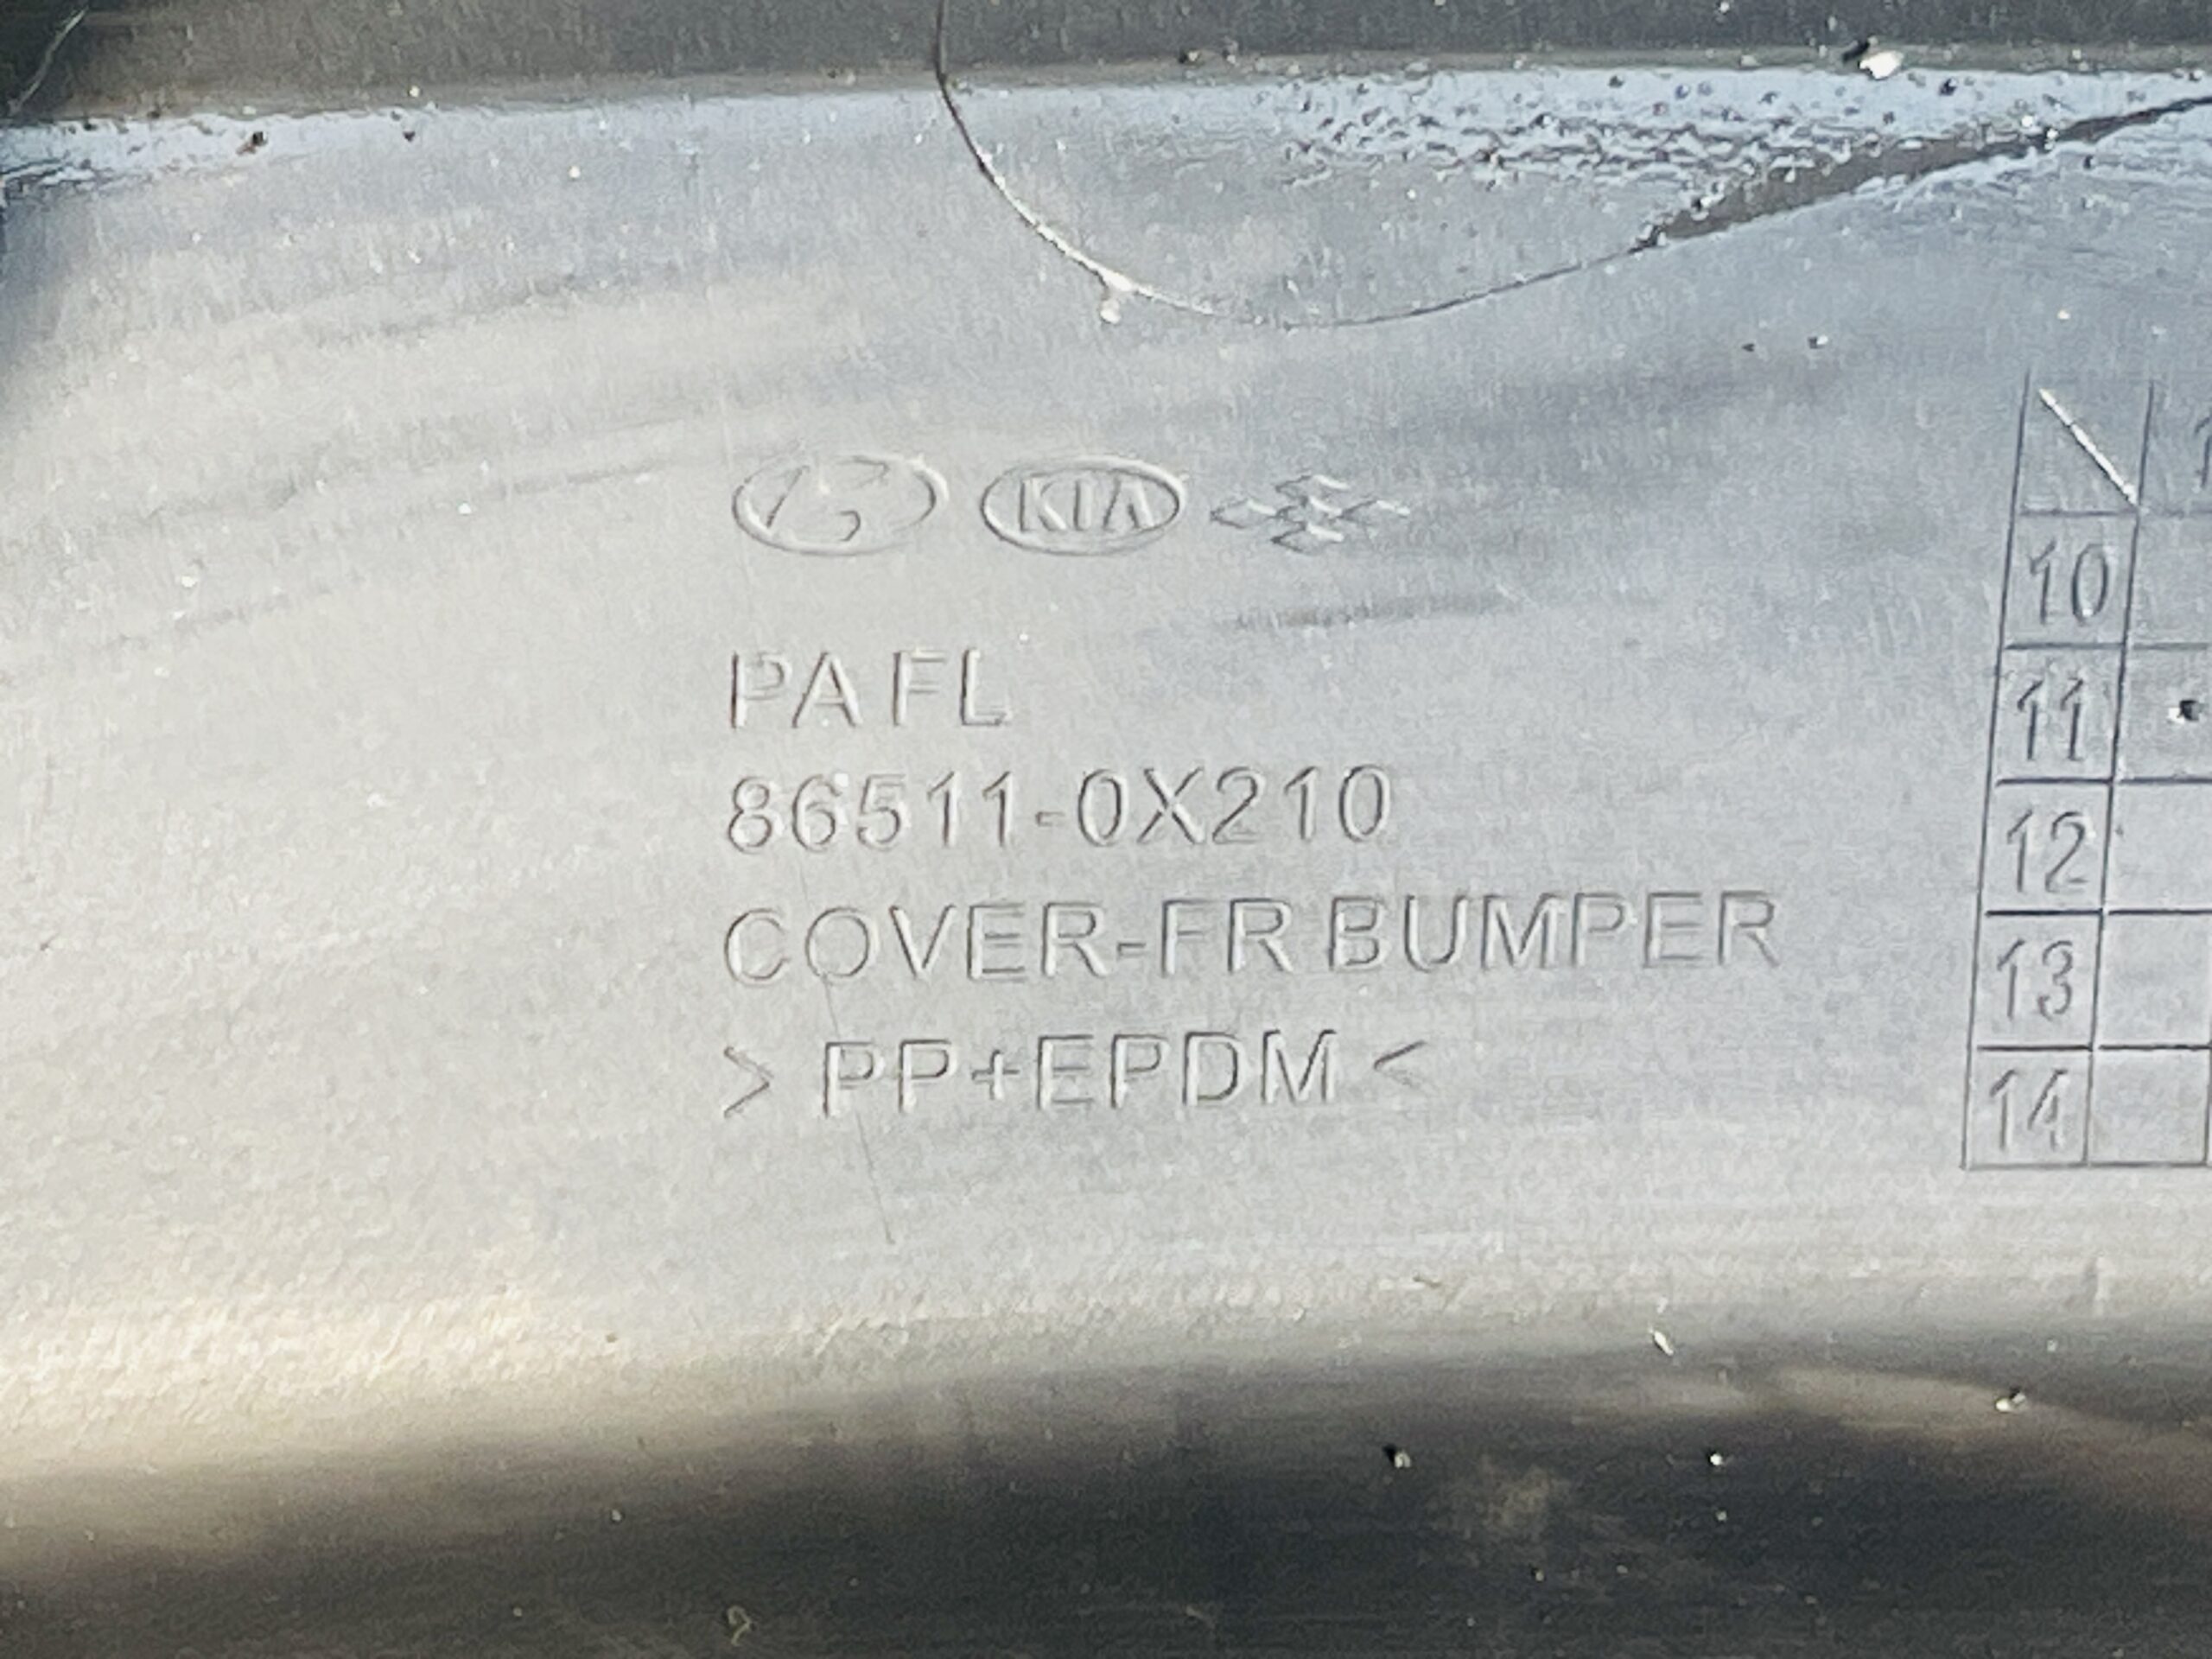 KIA
PA FL
86511-0X210
COVER-FR BUMPER
> PP+EPDM <
10
11
12
13
14